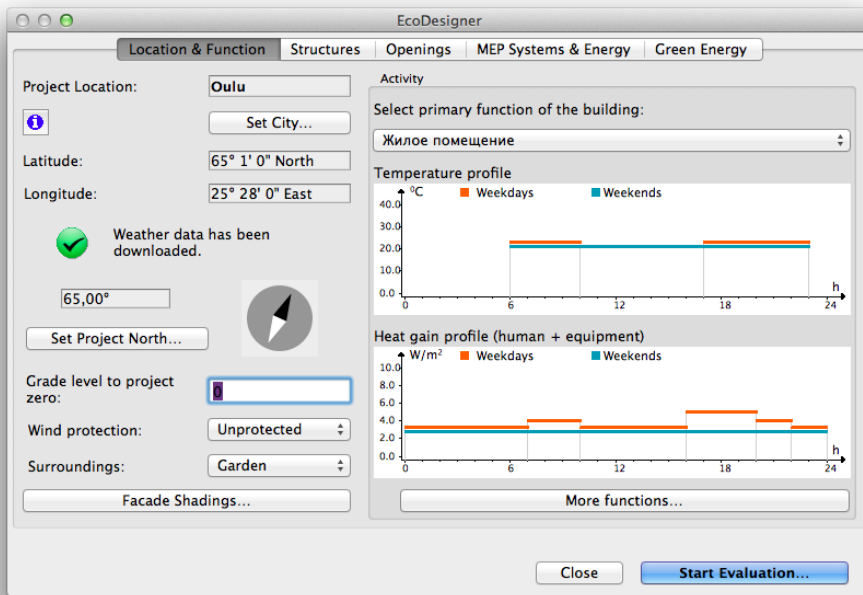 EcoDesigner
Location & Function
Structures
Openings
MEP Systems & Energy
Green Energy
Project Location:
Oulu
Set City...
Latitude:
65° 1' 0" North
Longitude:
25° 28' 0" East
Weather data has been
downloaded.
65,00°
Set Project North...
Grade level to project
zero:
0
Wind protection:
Unprotected
Surroundings:
Garden
Facade Shadings...
Activity
Select primary function of the building:
Жилое помещение
Temperature profile
⁰C
Weekdays
Weekends
40.0
30.0
20.0
10.0
0.0
0
6
12
18
24
h
Heat gain profile (human + equipment)
W/m²
Weekdays
Weekends
10.0
8.0
6.0
4.0
2.0
0.0
0
6
12
18
24
h
More functions...
Close
Start Evaluation...